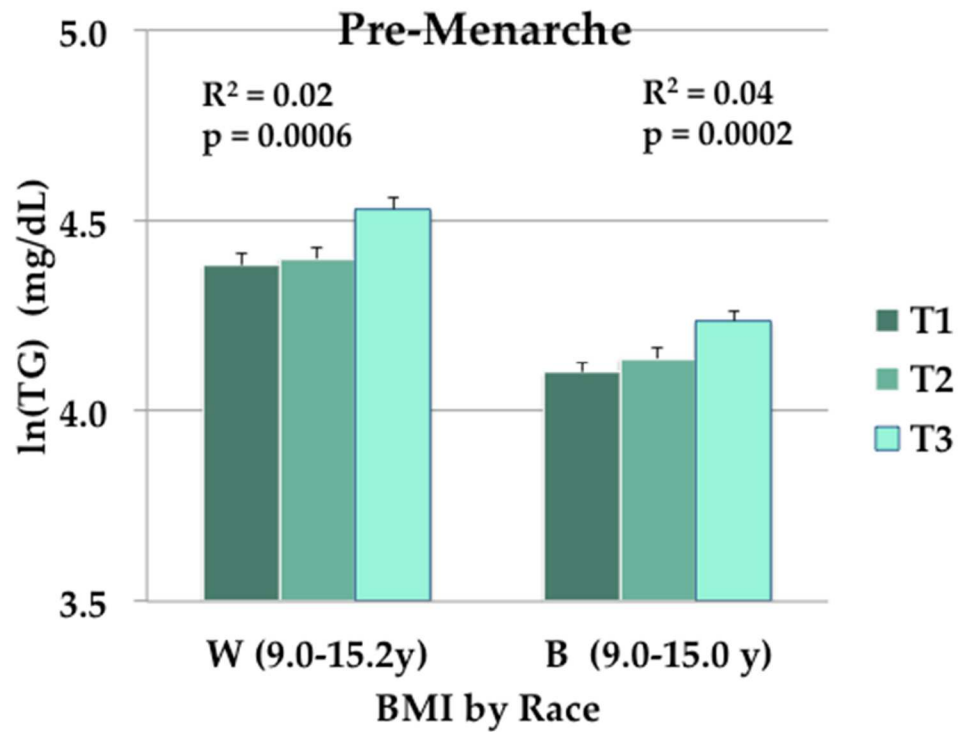 Pre-Menarche
5.0
R² = 0.02
p = 0.0006
R² = 0.04
p = 0.0002
4.5
4.0
3.5
ln(TG) (mg/dL)
T1
T2
T3
W (9.0-15.2y)
B (9.0-15.0 y)
BMI by Race